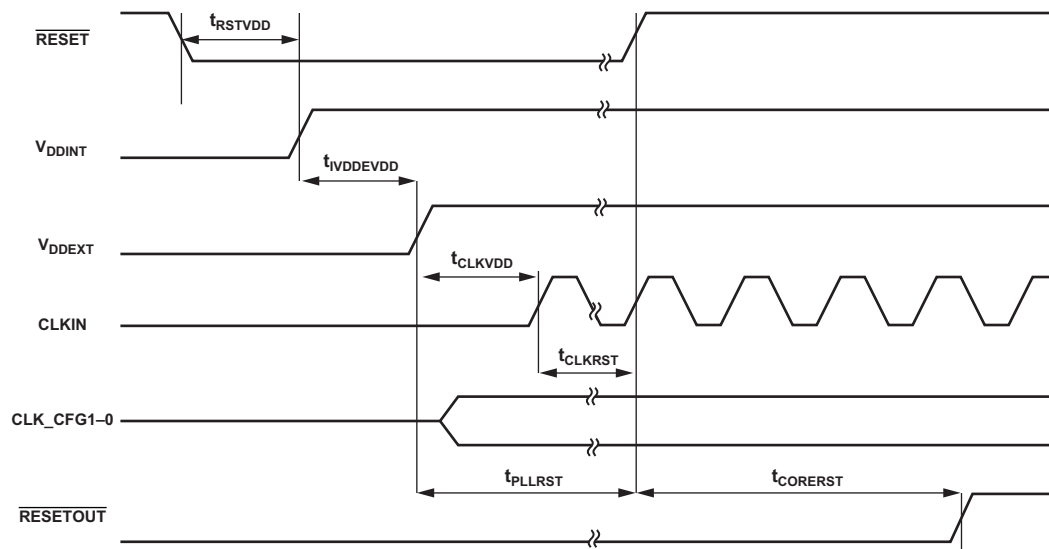 RESET
tRSTVDD
VDDINT
tIVDDEVDD
VDDEXT
tCLKVDD
CLKIN
tCLKRST
CLK_CFG1–0
tPLLRST
tCORERST
RESETOUT